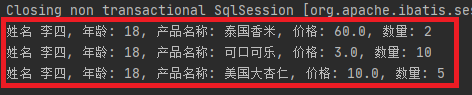 Closing non transactional SqlSession [org.apache.ibatis.ses
姓名 李四, 年龄: 18, 产品名称: 泰国香米, 价格: 60.0, 数量: 2
姓名 李四, 年龄: 18, 产品名称: 可口可乐, 价格: 3.0, 数量: 10
姓名 李四, 年龄: 18, 产品名称: 美国大杏仁, 价格: 10.0, 数量: 5